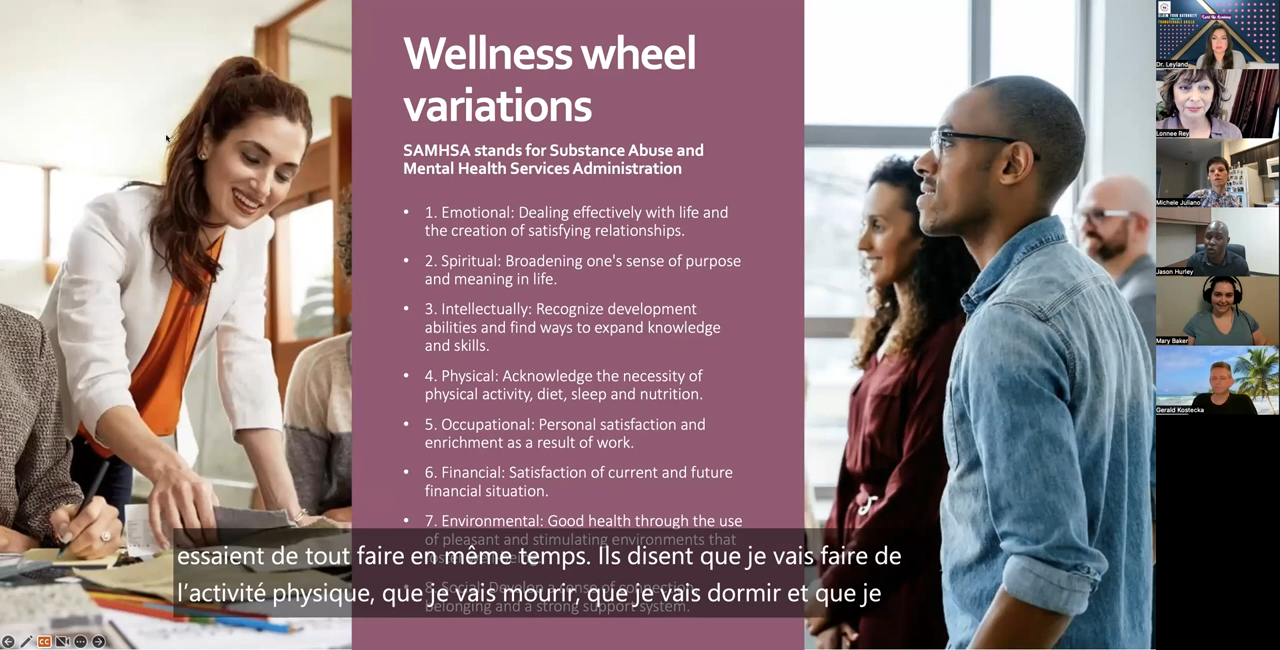 Wellness wheel
variations
SAMHSA stands for Substance Abuse and
Mental Health Services Administration
• 1. Emotional: Dealing effectively with life and
the creation of satisfying relationships.
• 2. Spiritual: Broadening one's sense of purpose
and meaning in life.
• 3. Intellectually: Recognize development
abilities and find ways to expand knowledge
and skills.
• 4. Physical: Acknowledge the necessity of
physical activity, diet, sleep and nutrition.
• 5. Occupational: Personal satisfaction and
enrichment as a result of work.
• 6. Financial: Satisfaction of current and future
financial situation.
• 7. Environmental: Good health through the use
of pleasant and stimulating environments that
• 8. Social: Develop a sense of connection,
belonging and a strong support system.
essaient de tout faire en même temps. Ils disent que je vais faire de
l'activité physique, que je vais mourir, que je vais dormir et que je
CC
Dr. Leyland
Lonnee Rey
Michele Juliano
Jason Hurley
Mary Baker
Gerald Kostecka